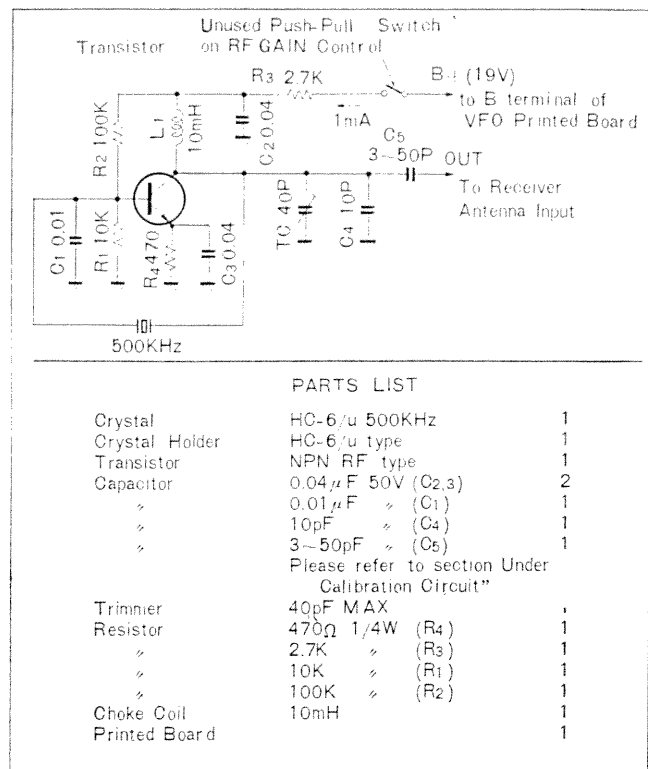 Unused Push-Pull Switch
Transistor on RF GAIN Control
R3 2.7K
B+ (19V)
to B terminal of
VFO Printed Board
1mA
R2 100K
L1
10mH
C2 0.04
C5
3~50P OUT
To Receiver
Antenna Input
C1 0.01
R1 10K
R4 470
C3 0.04
TC 40P
C4 10P
500KHz
PARTS LIST
Crystal HC-6/u 500KHz 1
Crystal Holder HC-6/u type 1
Transistor NPN RF type 1
Capacitor 0.04μF 50V (C2,3) 2
〃 0.01μF 〃 (C1) 1
〃 10pF 〃 (C4) 1
〃 3~50pF 〃 (C5) 1
Please refer to section Under
Calibration Circuit”
Trimmer 40pF MAX
Resistor 470Ω 1/4W (R4) 1
〃 2.7K 〃 (R3) 1
〃 10K 〃 (R1) 1
〃 100K 〃 (R2) 1
Choke Coil 10mH 1
Printed Board 1